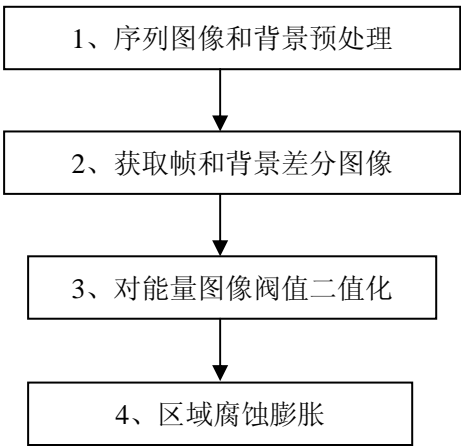 1、序列图像和背景预处理
2、获取帧和背景差分图像
3、对能量图像阀值二值化
4、区域腐蚀膨胀